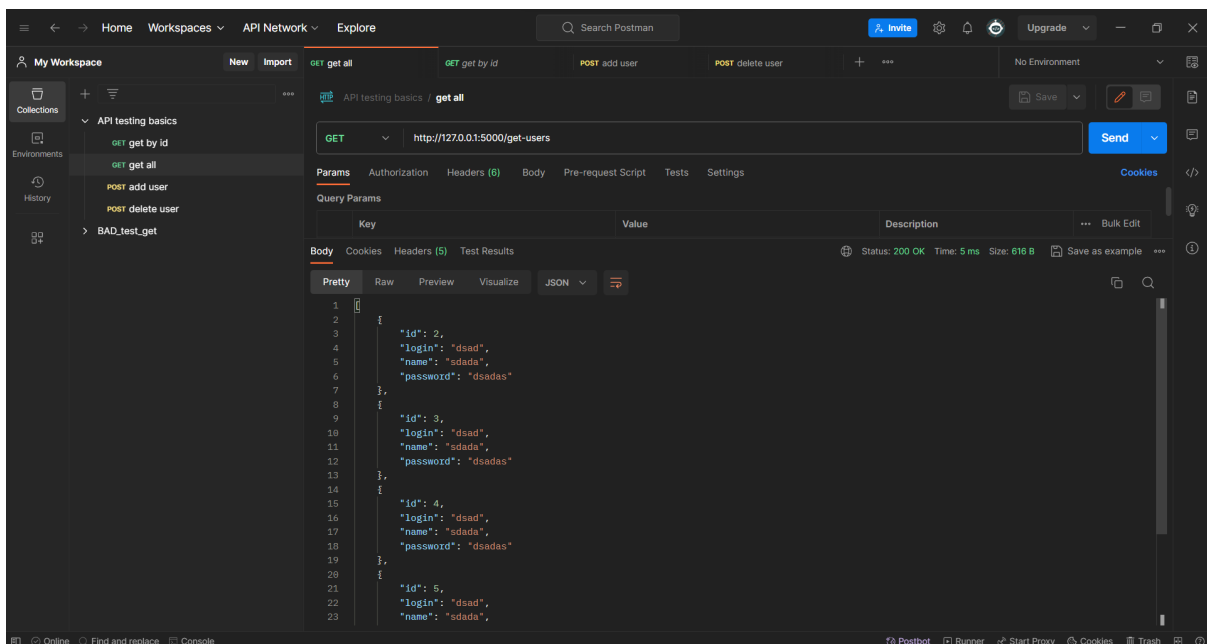 Home Workspaces API Network Explore Search Postman Invite Upgrade
My Workspace New Import GET get all GET get by id POST add user POST delete user No Environment
Collections
Environments
History
API testing basics
GET get by id
GET get all
POST add user
POST delete user
BAD_test_get
HTTP API testing basics / get all Save
GET http://127.0.0.1:5000/get-users Send
Params Authorization Headers (6) Body Pre-request Script Tests Settings Cookies
Query Params
Key Value Description Bulk Edit
Body Cookies Headers (5) Test Results Status: 200 OK Time: 5 ms Size: 616 B Save as example
Pretty Raw Preview Visualize JSON
1 [
2 {
3 "id": 2,
4 "login": "dsad",
5 "name": "sdada",
6 "password": "dsadas"
7 },
8 {
9 "id": 3,
10 "login": "dsad",
11 "name": "sdada",
12 "password": "dsadas"
13 },
14 {
15 "id": 4,
16 "login": "dsad",
17 "name": "sdada",
18 "password": "dsadas"
19 },
20 {
21 "id": 5,
22 "login": "dsad",
23 "name": "sdada",
Online Find and replace Console Postbot Runner Start Proxy Cookies Trash